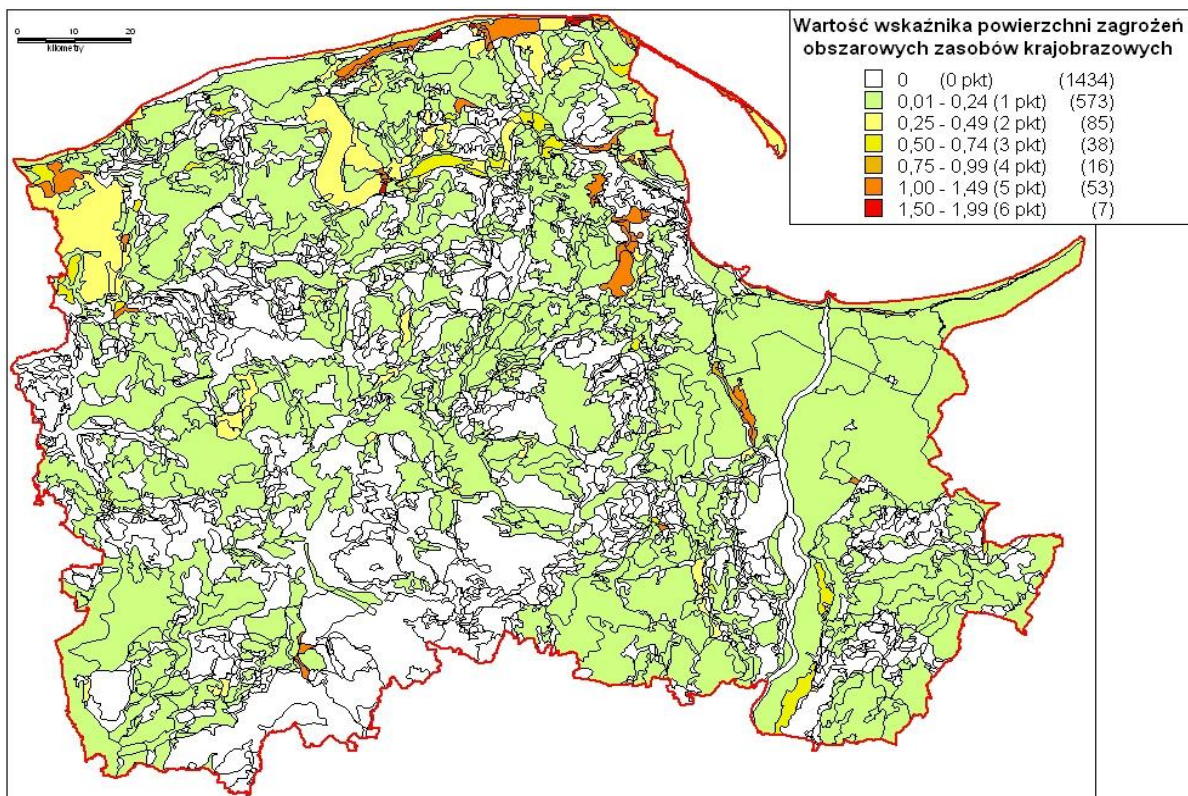 0 10 20
kilometry
Wartość wskaźnika powierzchni zagrożeń
obszarowych zasobów krajobrazowych
0 (0 pkt) (1434)
0,01 - 0,24 (1 pkt) (573)
0,25 - 0,49 (2 pkt) (85)
0,50 - 0,74 (3 pkt) (38)
0,75 - 0,99 (4 pkt) (16)
1,00 - 1,49 (5 pkt) (53)
1,50 - 1,99 (6 pkt) (7)